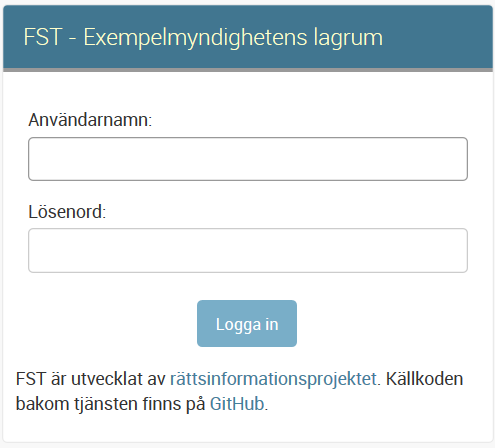 FST - Exempelmyndighetens lagrum
Användarnamn:
Lösenord:
Logga in
FST är utvecklat av rättsinformationsprojektet. Källkoden
bakom tjänsten finns på GitHub.